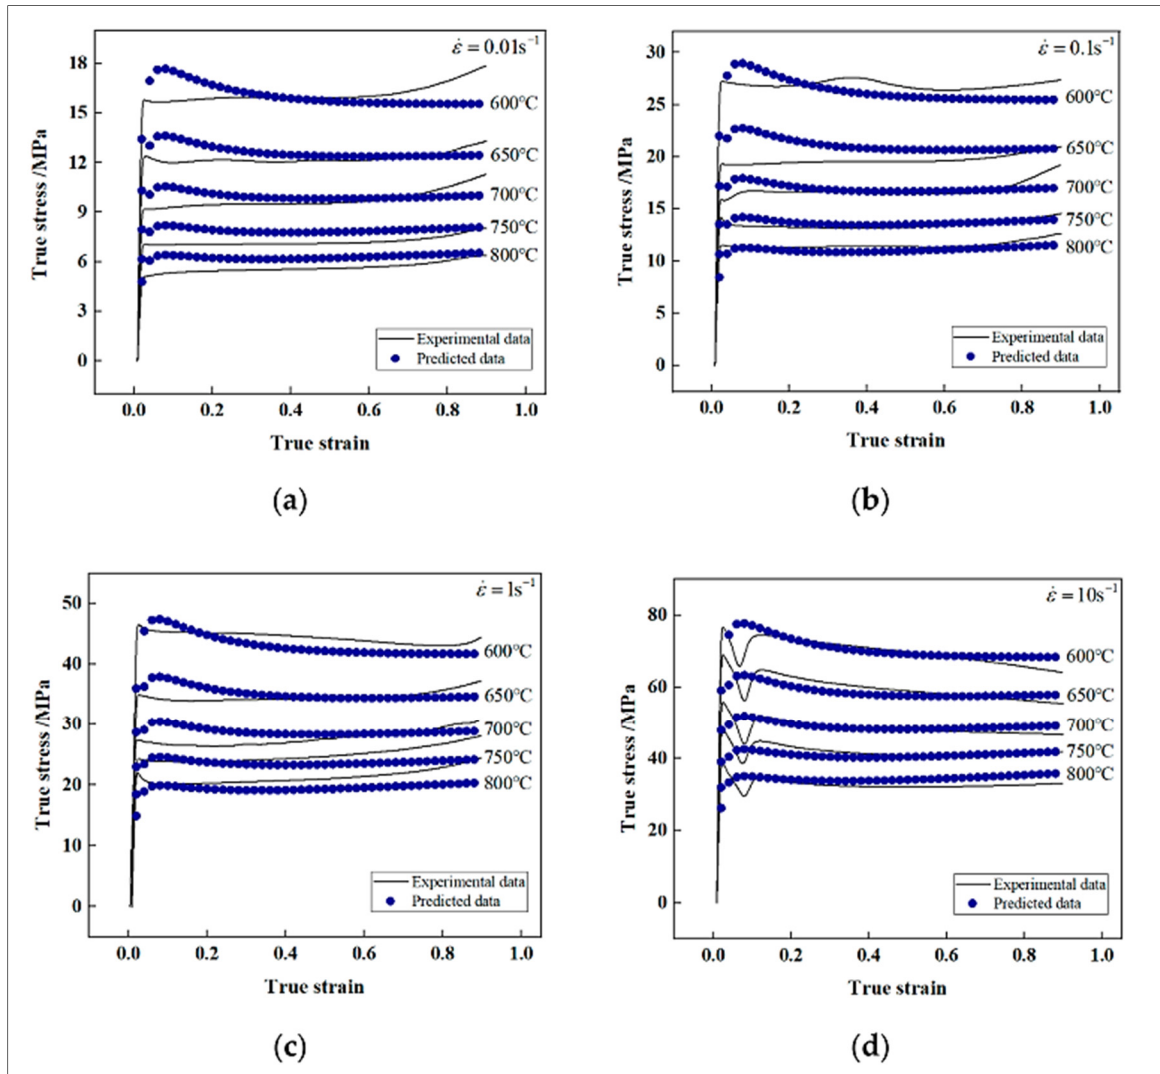 ε̇ = 0.01s⁻¹
18
15
12
9
6
3
0
True stress /MPa
600℃
650℃
700℃
750℃
800℃
Experimental data
Predicted data
0.0 0.2 0.4 0.6 0.8 1.0
True strain
(a)
ε̇ = 0.1s⁻¹
30
25
20
15
10
5
0
True stress /MPa
600℃
650℃
700℃
750℃
800℃
Experimental data
Predicted data
0.0 0.2 0.4 0.6 0.8 1.0
True strain
(b)
ε̇ = 1s⁻¹
50
40
30
20
10
0
True stress /MPa
600℃
650℃
700℃
750℃
800℃
Experimental data
Predicted data
0.0 0.2 0.4 0.6 0.8 1.0
True strain
(c)
ε̇ = 10s⁻¹
80
60
40
20
0
True stress /MPa
600℃
650℃
700℃
750℃
800℃
Experimental data
Predicted data
0.0 0.2 0.4 0.6 0.8 1.0
True strain
(d)